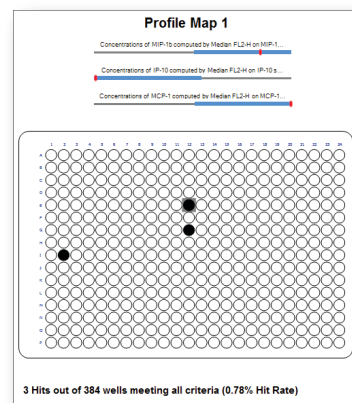 Profile Map 1
Concentrations of MIP-1b computed by Median FL2-H on MIP-1...
Concentrations of IP-10 computed by Median FL2-H on IP-10 s...
Concentrations of MCP-1 computed by Median FL2-H on MCP-1...
1 2 3 4 5 6 7 8 9 10 11 12 13 14 15 16 17 18 19 20 21 22 23 24
A
B
C
D
E
F
G
H
I
J
K
L
M
N
O
P
3 Hits out of 384 wells meeting all criteria (0.78% Hit Rate)